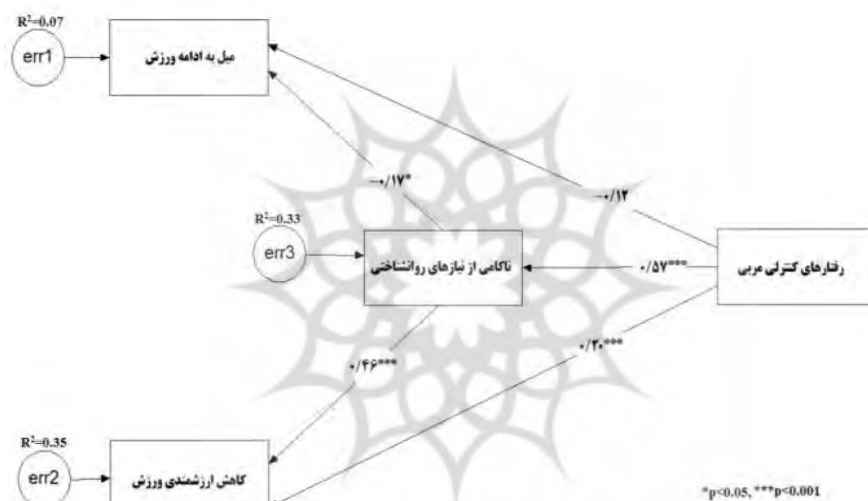 R²=0.07
err1
میل به ادامه ورزش
-۰/۱۷*
-۰/۱۲
R²=0.33
err3
ناکامی از نیازهای روانشناختی
۰/۵۷***
رفتارهای کنترلی مربی
۰/۴۶***
۰/۲۰***
R²=0.35
err2
کاهش ارزشمندی ورزش
*p<0.05, ***p<0.001